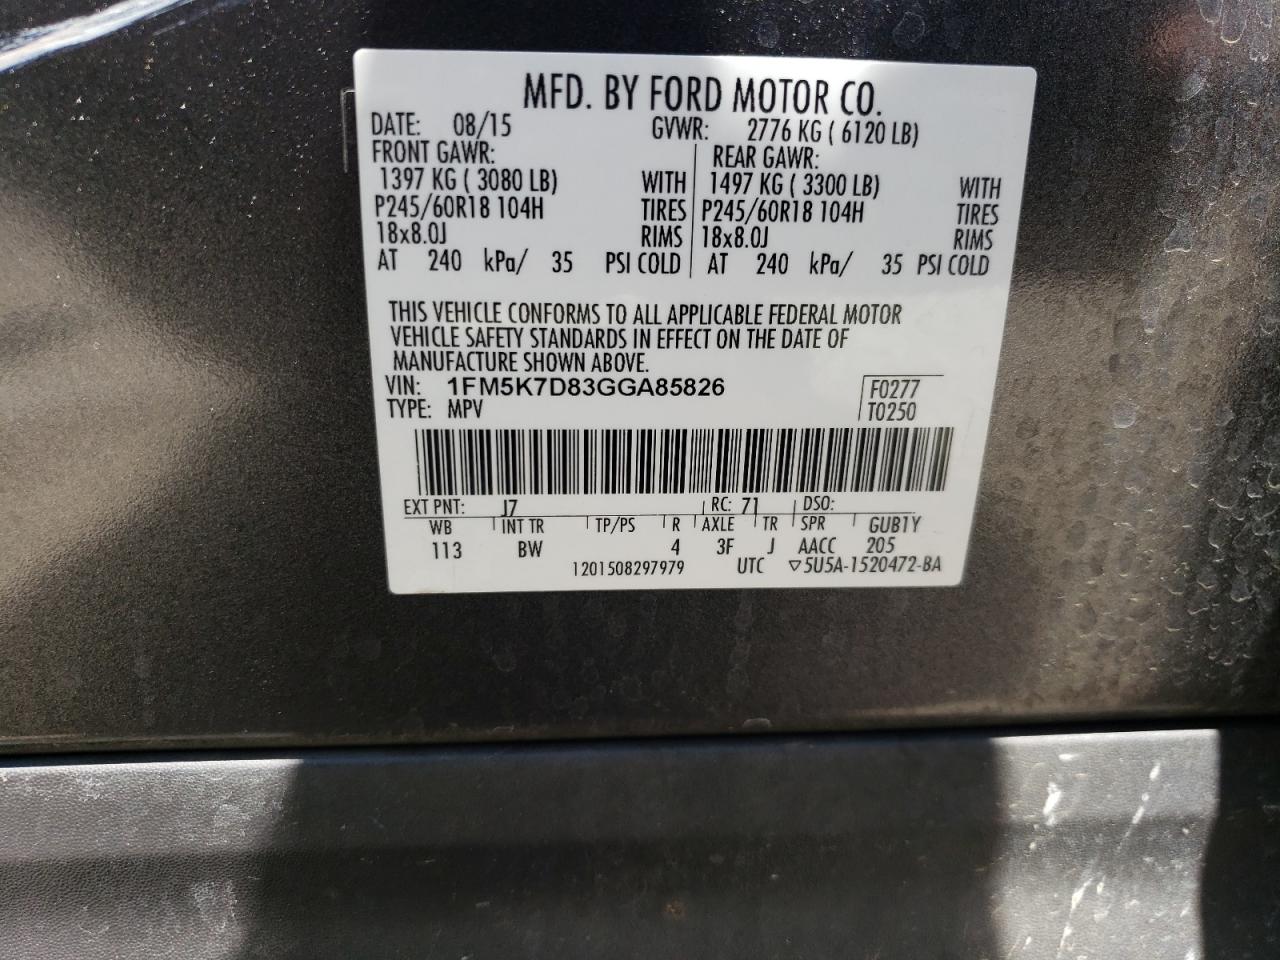 MFD. BY FORD MOTOR CO.
DATE: 08/15 GVWR: 2776 KG ( 6120 LB)
FRONT GAWR: REAR GAWR:
1397 KG ( 3080 LB) WITH 1497 KG ( 3300 LB) WITH
P245/60R18 104H TIRES P245/60R18 104H TIRES
18x8.0J RIMS 18x8.0J RIMS
AT 240 kPa/ 35 PSI COLD AT 240 kPa/ 35 PSI COLD
THIS VEHICLE CONFORMS TO ALL APPLICABLE FEDERAL MOTOR
VEHICLE SAFETY STANDARDS IN EFFECT ON THE DATE OF
MANUFACTURE SHOWN ABOVE.
VIN: 1FM5K7D83GGA85826 F0277
TYPE: MPV T0250
EXT PNT: J7 RC: 71 DSO:
WB INT TR TP/PS R AXLE TR SPR GUB1Y
113 BW 4 3F J AACC 205
1201508297979 UTC ▽5U5A-1520472-BA